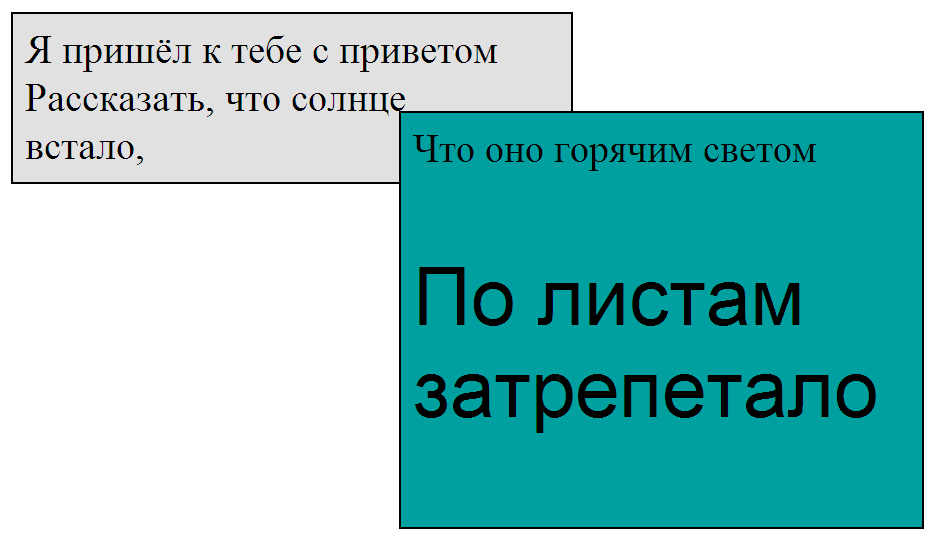 Я пришёл к тебе с приветом
Рассказать, что солнце
встало,
Что оно горячим светом
По листам
затрепетало